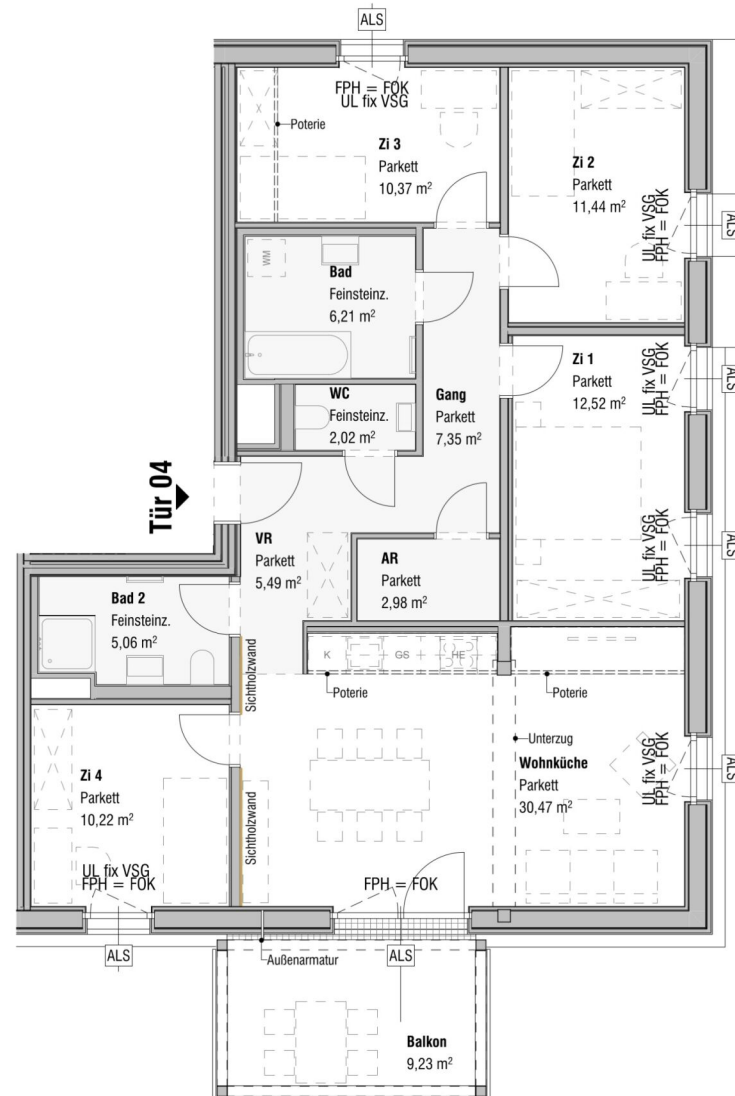 ALS
FPH = FOK
UL fix VSG
Poterie
Zi 3
Parkett
10,37 m²
Zi 2
Parkett
11,44 m²
UL fix VSG
FPH = FOK
ALS
WM
Bad
Feinsteinz.
6,21 m²
Zi 1
Parkett
12,52 m²
UL fix VSG
FPH = FOK
ALS
WC
Feinsteinz.
2,02 m²
Gang
Parkett
7,35 m²
Tür 04
VR
Parkett
5,49 m²
AR
Parkett
2,98 m²
UL fix VSG
FPH = FOK
ALS
Bad 2
Feinsteinz.
5,06 m²
Sichtholzwand
K
GS
HE
Poterie
Poterie
Unterzug
Wohnküche
Parkett
30,47 m²
UL fix VSG
FPH = FOK
ALS
Zi 4
Parkett
10,22 m²
Sichtholzwand
UL fix VSG
FPH = FOK
FPH = FOK
ALS
ALS
Außenarmatur
Balkon
9,23 m²